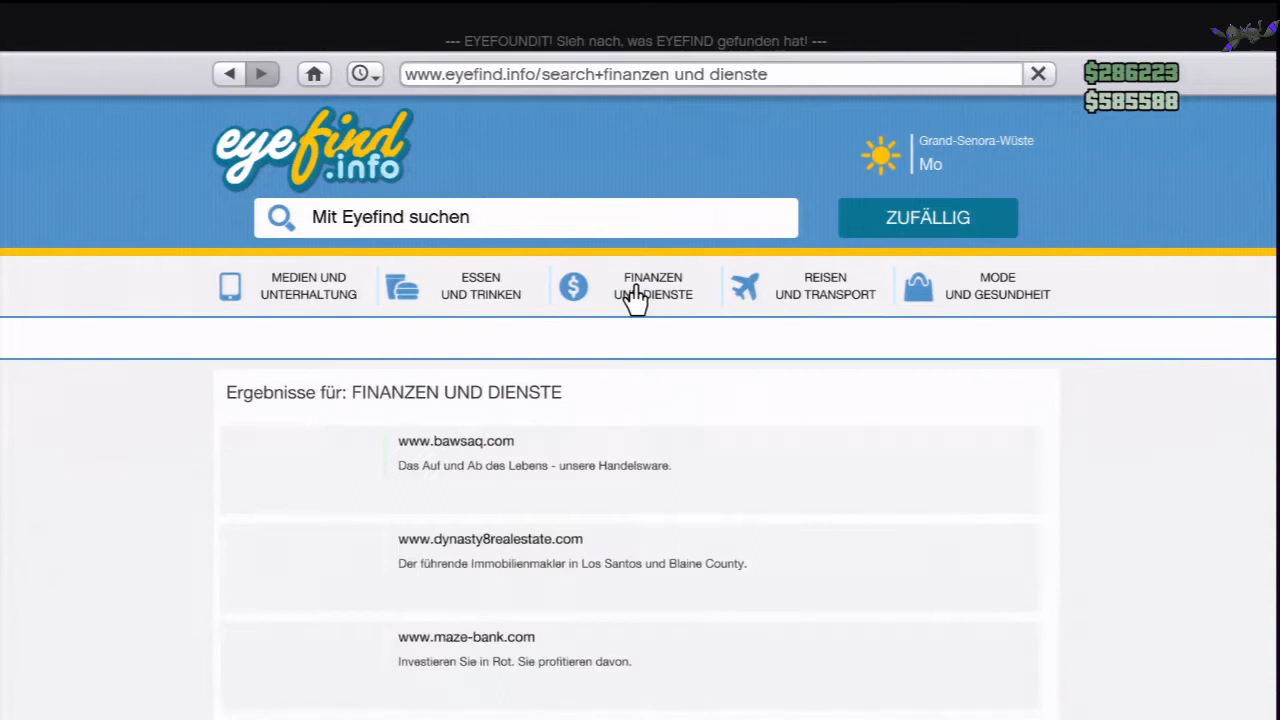 --- EYEFOUNDIT! Sieh nach, was EYEFIND gefunden hat! ---
www.eyefind.info/search+finanzen und dienste
$286223
$585588
eyefind
.info
Grand-Senora-Wüste
Mo
Mit Eyefind suchen
ZUFÄLLIG
MEDIEN UND
UNTERHALTUNG
ESSEN
UND TRINKEN
FINANZEN
UND DIENSTE
REISEN
UND TRANSPORT
MODE
UND GESUNDHEIT
Ergebnisse für: FINANZEN UND DIENSTE
www.bawsaq.com
Das Auf und Ab des Lebens - unsere Handelsware.
www.dynasty8realestate.com
Der führende Immobilienmakler in Los Santos und Blaine County.
www.maze-bank.com
Investieren Sie in Rot. Sie profitieren davon.